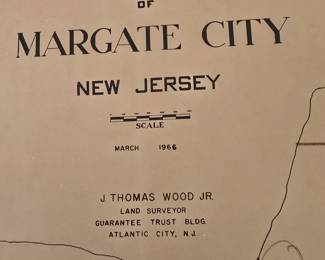 OF
MARGATE CITY
NEW JERSEY
SCALE
MARCH 1966
J. THOMAS WOOD JR.
LAND SURVEYOR
GUARANTEE TRUST BLDG.
ATLANTIC CITY, N.J.